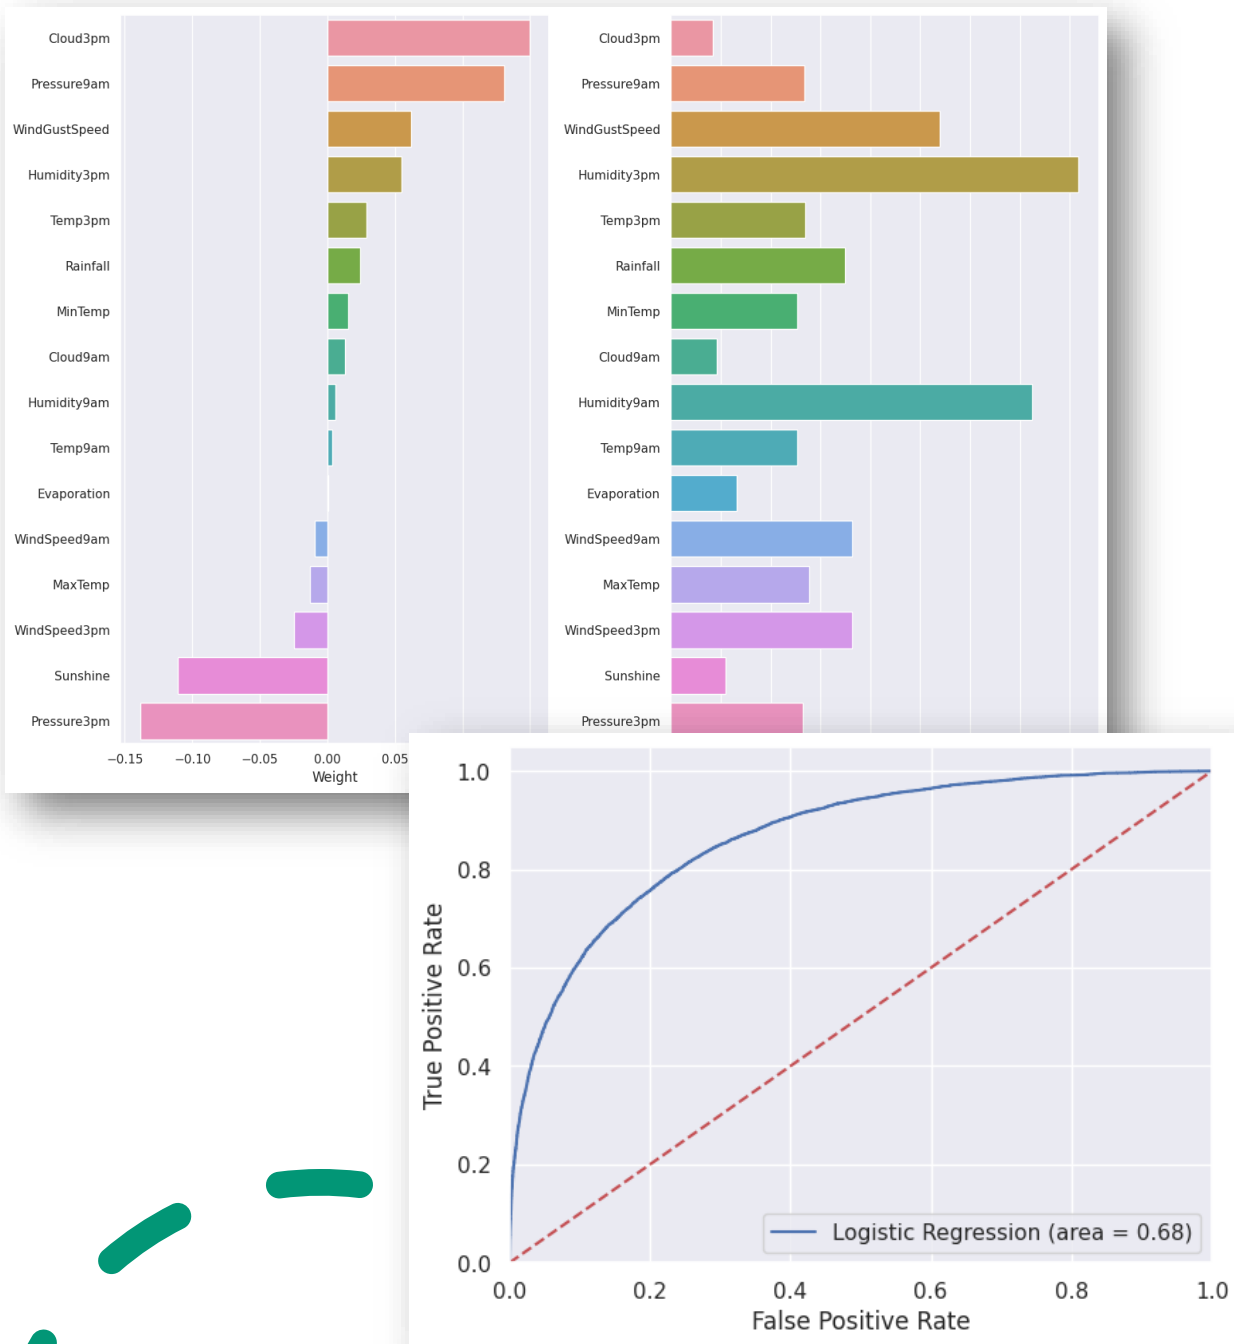 Cloud3pm
Pressure9am
WindGustSpeed
Humidity3pm
Temp3pm
Rainfall
MinTemp
Cloud9am
Humidity9am
Temp9am
Evaporation
WindSpeed9am
MaxTemp
WindSpeed3pm
Sunshine
Pressure3pm
−0.15 −0.10 −0.05 0.00 0.05
Weight
Cloud3pm
Pressure9am
WindGustSpeed
Humidity3pm
Temp3pm
Rainfall
MinTemp
Cloud9am
Humidity9am
Temp9am
Evaporation
WindSpeed9am
MaxTemp
WindSpeed3pm
Sunshine
Pressure3pm
True Positive Rate
1.0
0.8
0.6
0.4
0.2
0.0
Logistic Regression (area = 0.68)
0.0 0.2 0.4 0.6 0.8 1.0
False Positive Rate